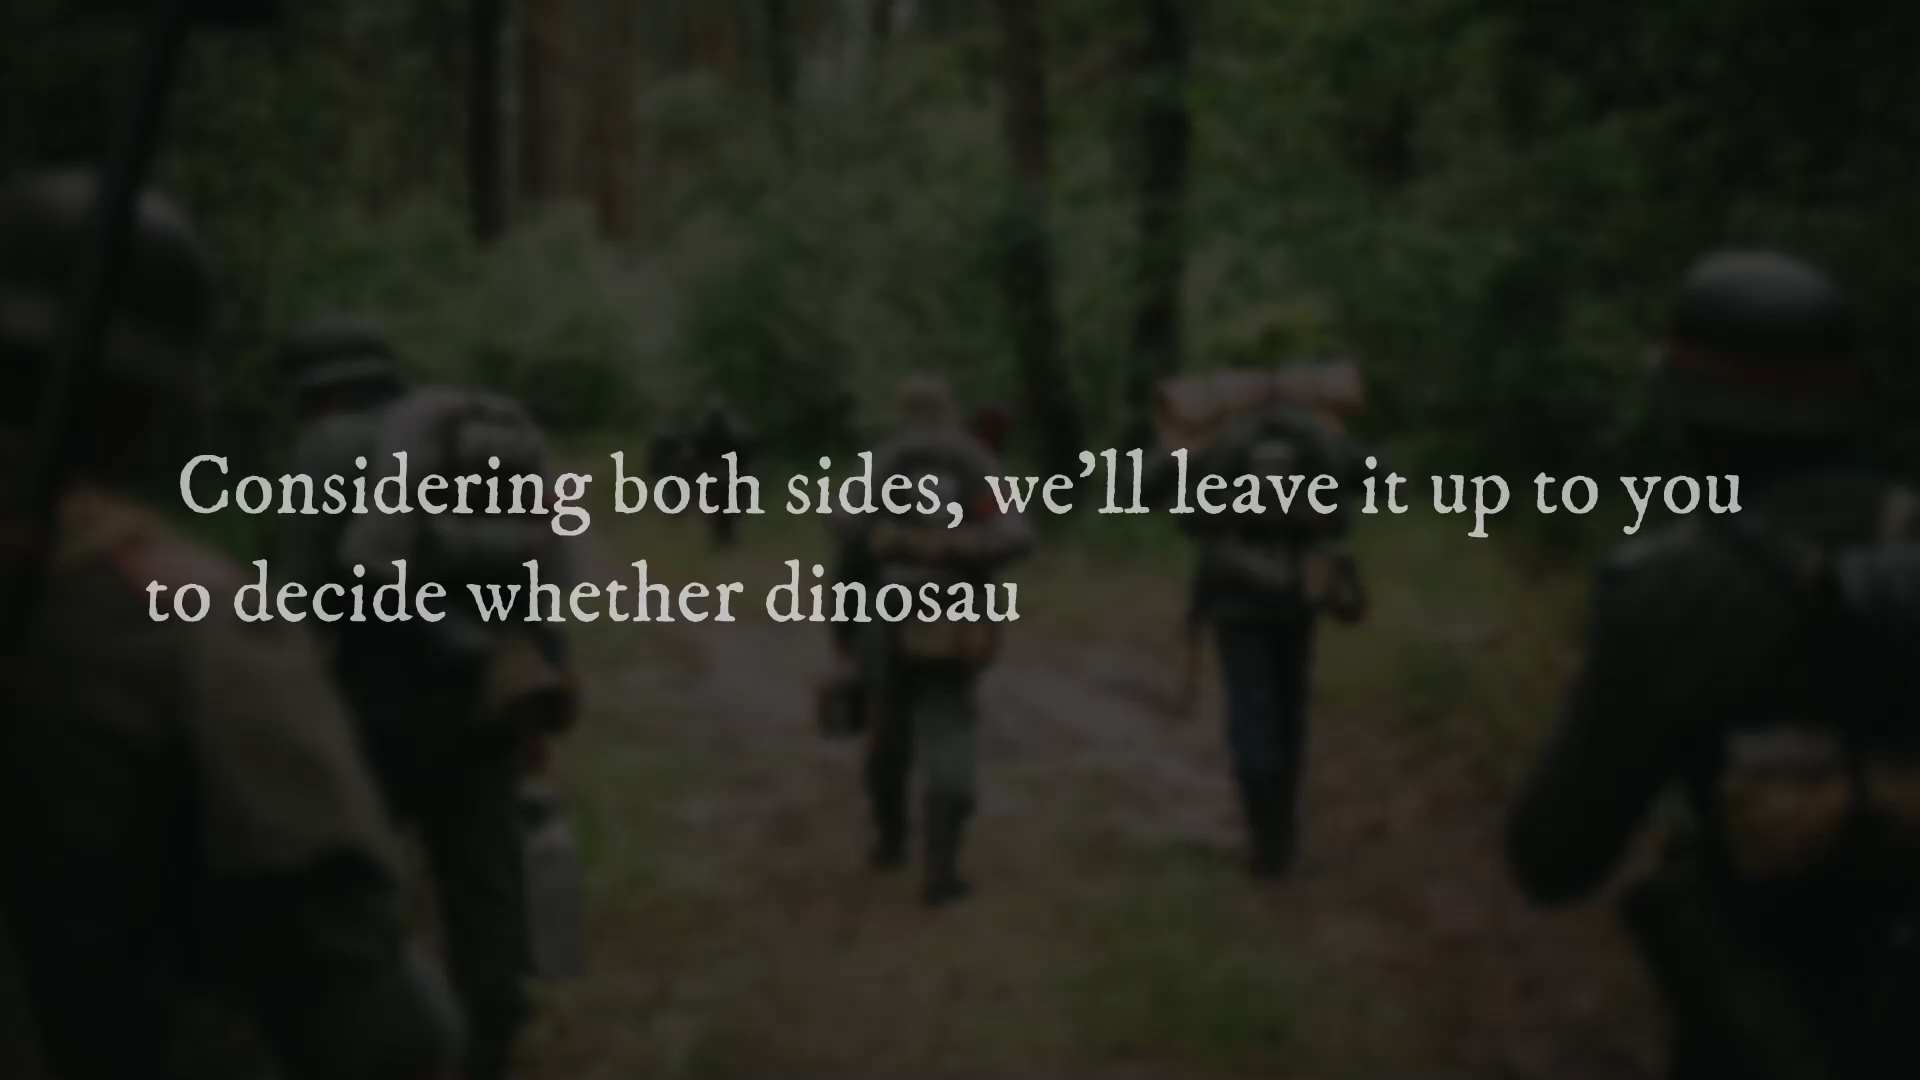 Considering both sides, we’ll leave it up to you
to decide whether dinosau